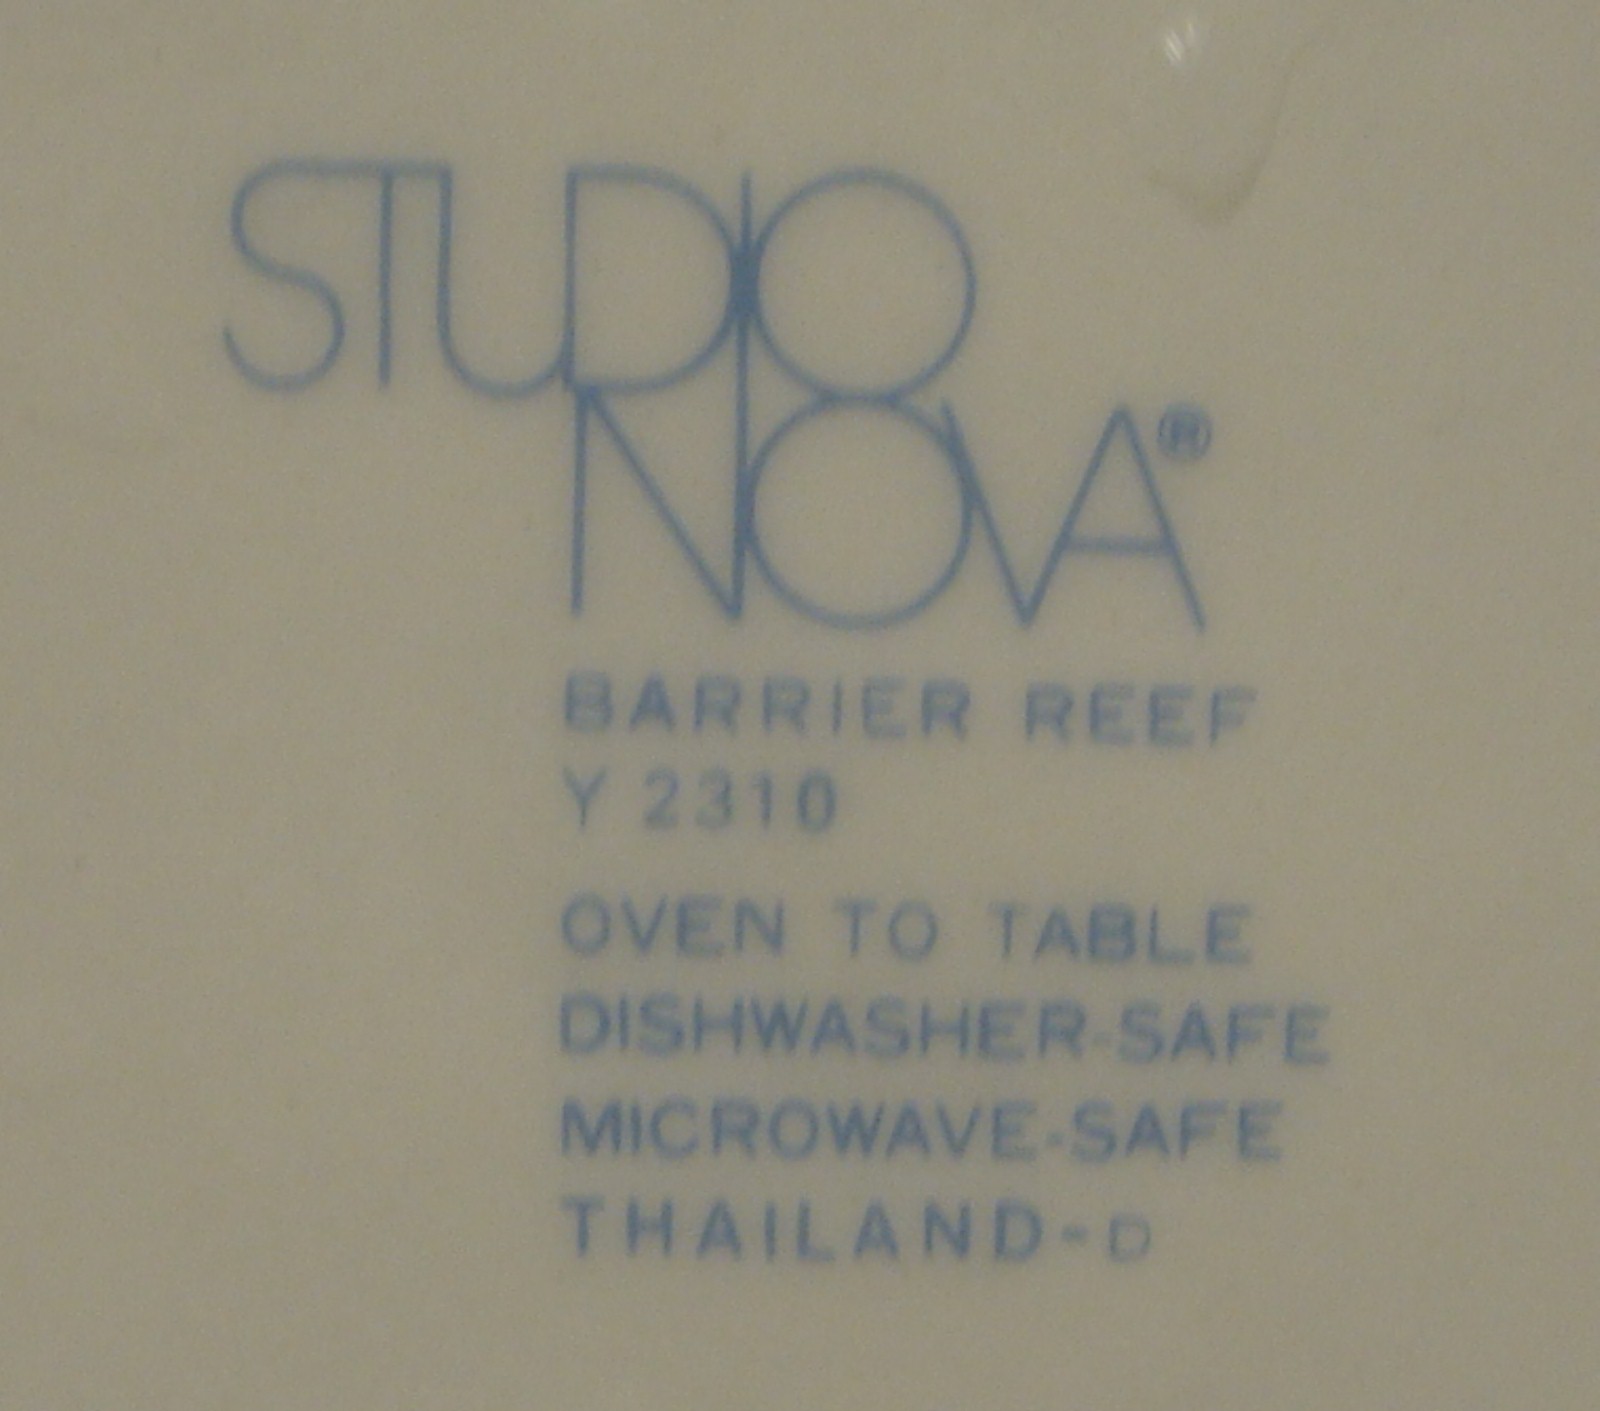 STUDIO
NOVA®
BARRIER REEF
Y 2310
OVEN TO TABLE
DISHWASHER-SAFE
MICROWAVE-SAFE
THAILAND-D